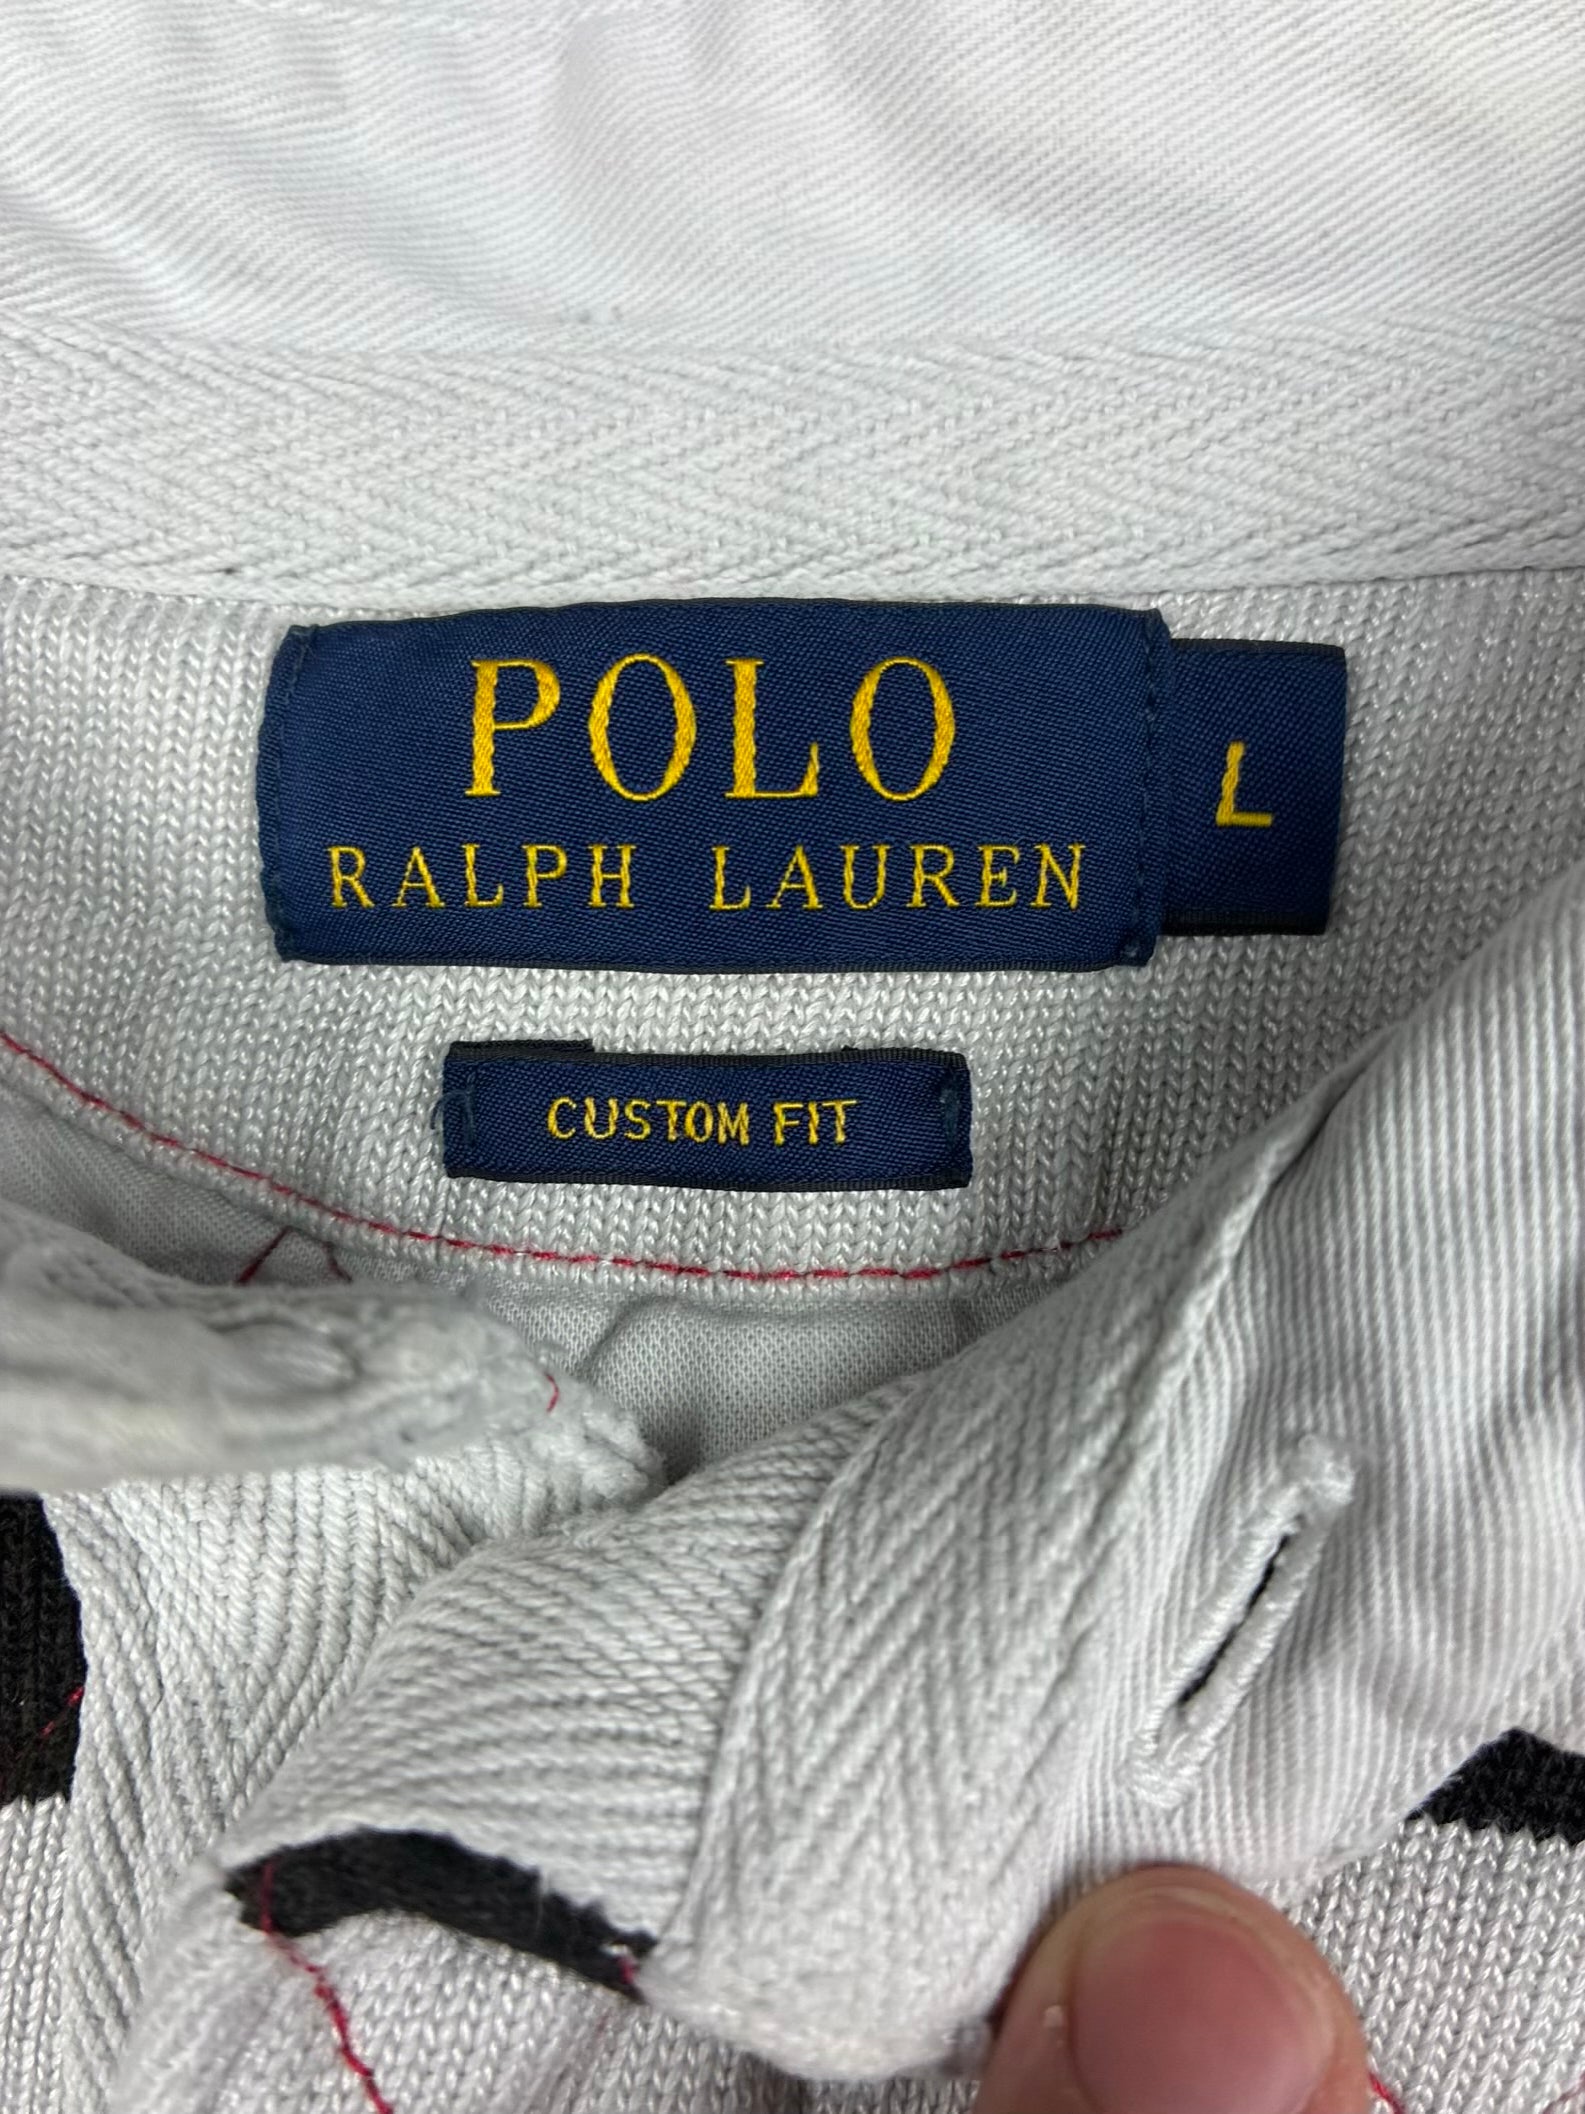 POLO
RALPH LAUREN
L
CUSTOM FIT